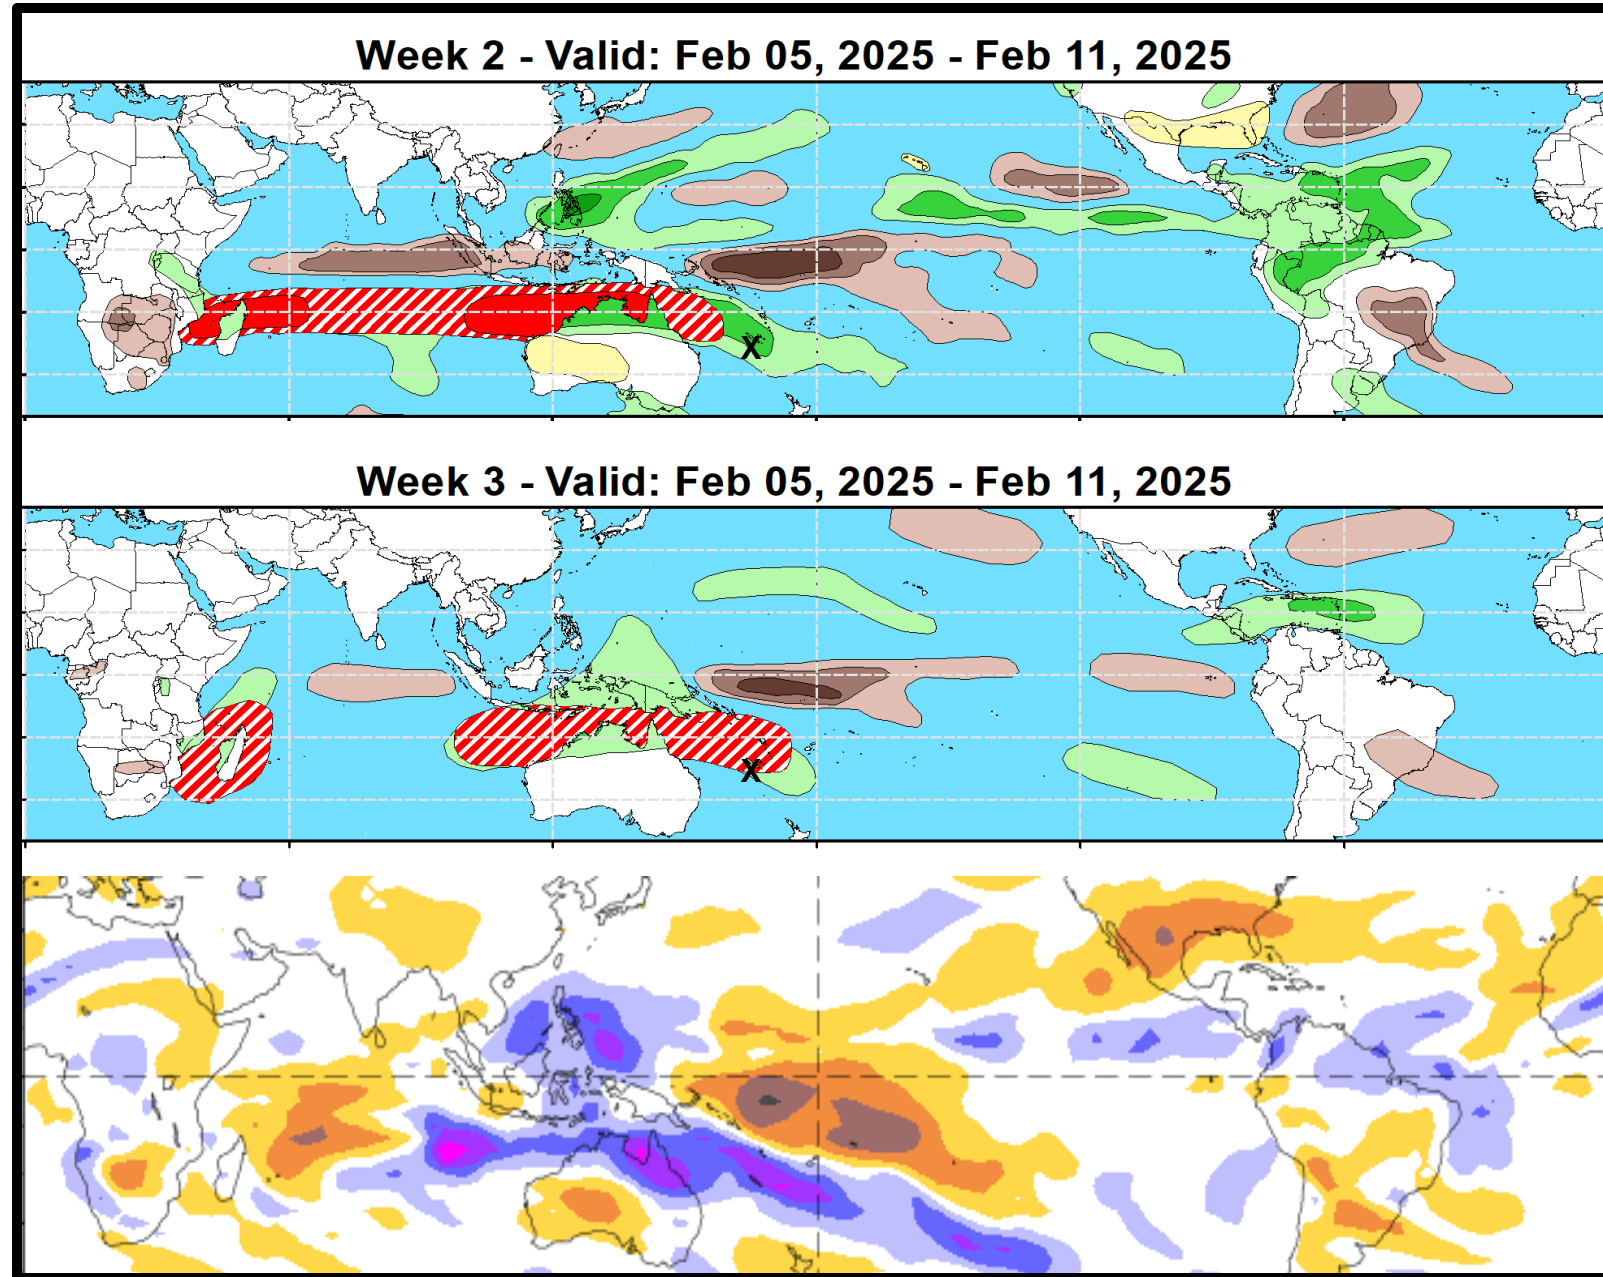 Week 2 - Valid: Feb 05, 2025 - Feb 11, 2025
X
Week 3 - Valid: Feb 05, 2025 - Feb 11, 2025
X